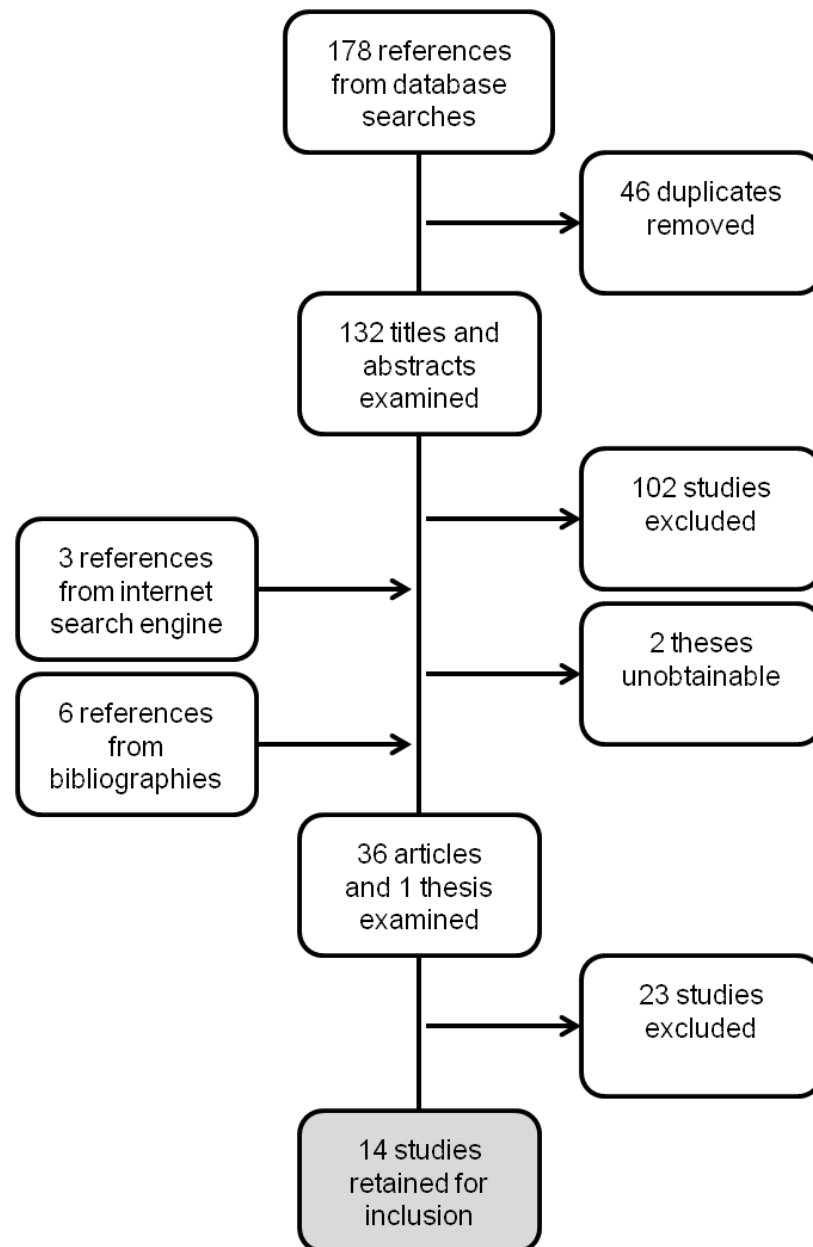 178 references
from database
searches
46 duplicates
removed
132 titles and
abstracts
examined
102 studies
excluded
3 references
from internet
search engine
2 theses
unobtainable
6 references
from
bibliographies
36 articles
and 1 thesis
examined
23 studies
excluded
14 studies
retained for
inclusion